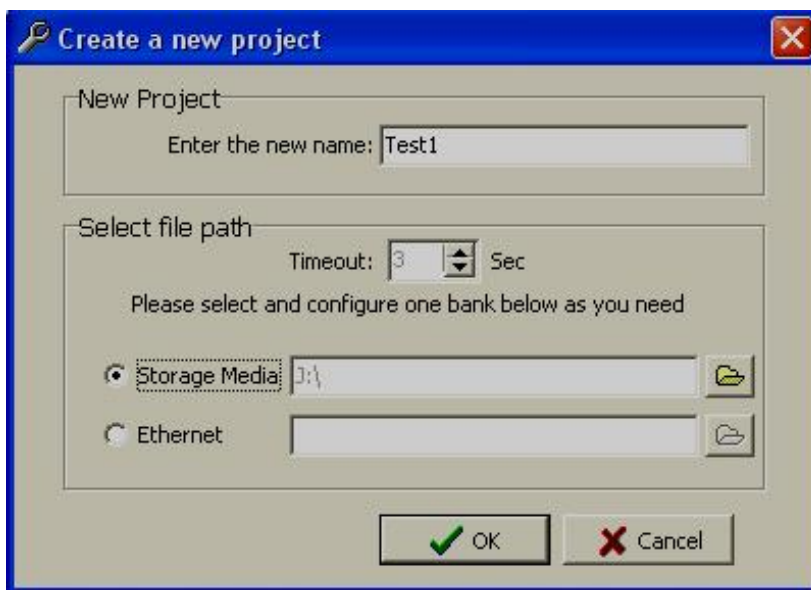 Create a new project
New Project
Enter the new name: Test1
Select file path
Timeout: 3 Sec
Please select and configure one bank below as you need
Storage Media J:\
Ethernet
OK Cancel